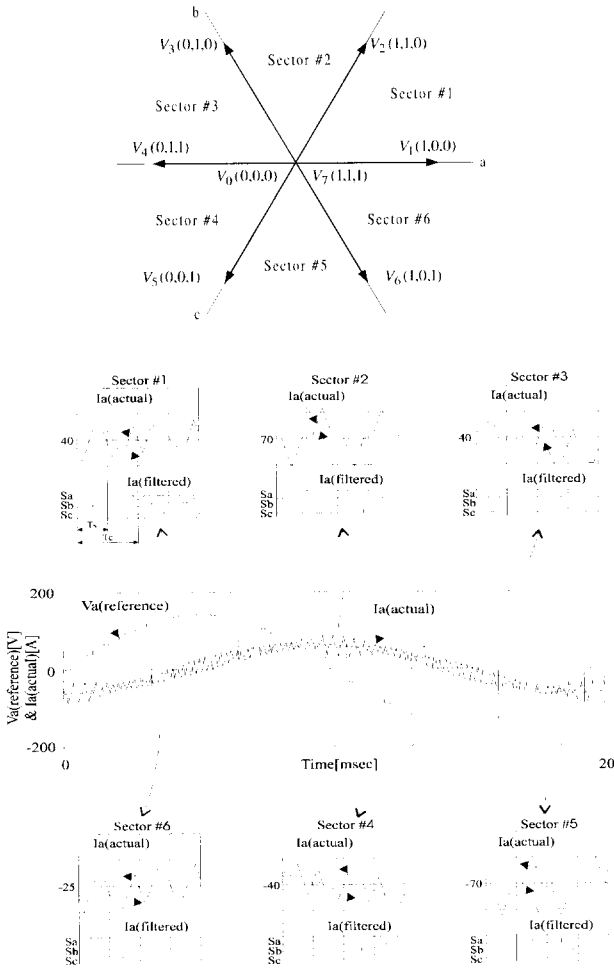 b
V3(0,1,0)
V2(1,1,0)
Sector #2
Sector #3
Sector #1
V4(0,1,1)
V1(1,0,0)
a
V0(0,0,0)
V7(1,1,1)
Sector #4
Sector #6
Sector #5
V5(0,0,1)
V6(1,0,1)
c
Sector #1
Ia(actual)
40
Ia(filtered)
Sa
Sb
Sc
Sector #2
Ia(actual)
70
Ia(filtered)
Sa
Sb
Sc
Sector #3
Ia(actual)
40
Ia(filtered)
Sa
Sb
Sc
Va(reference)[V]
& Ia(actual)[A]
200
0
-200
Va(reference)
Ia(actual)
0
Time[msec]
20
Sector #6
Ia(actual)
-25
Ia(filtered)
Sa
Sb
Sc
Sector #4
Ia(actual)
-40
Ia(filtered)
Sa
Sb
Sc
Sector #5
Ia(actual)
-70
Ia(filtered)
Sa
Sb
Sc